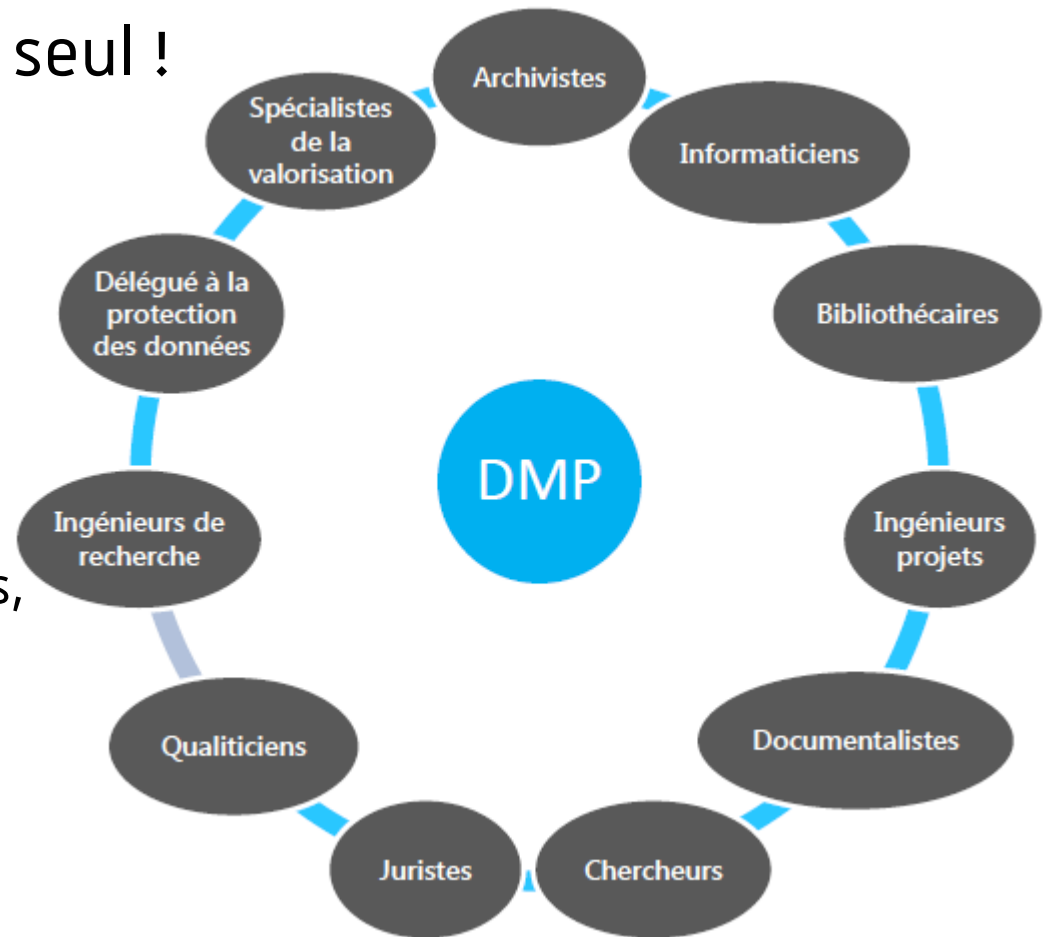 seul !
Archivistes
Informaticiens
Bibliothécaires
Ingénieurs
projets
Documentalistes
Chercheurs
Juristes
Qualiticiens
Ingénieurs de
recherche
Délégué à la
protection
des données
Spécialistes
de la
valorisation
DMP
s,